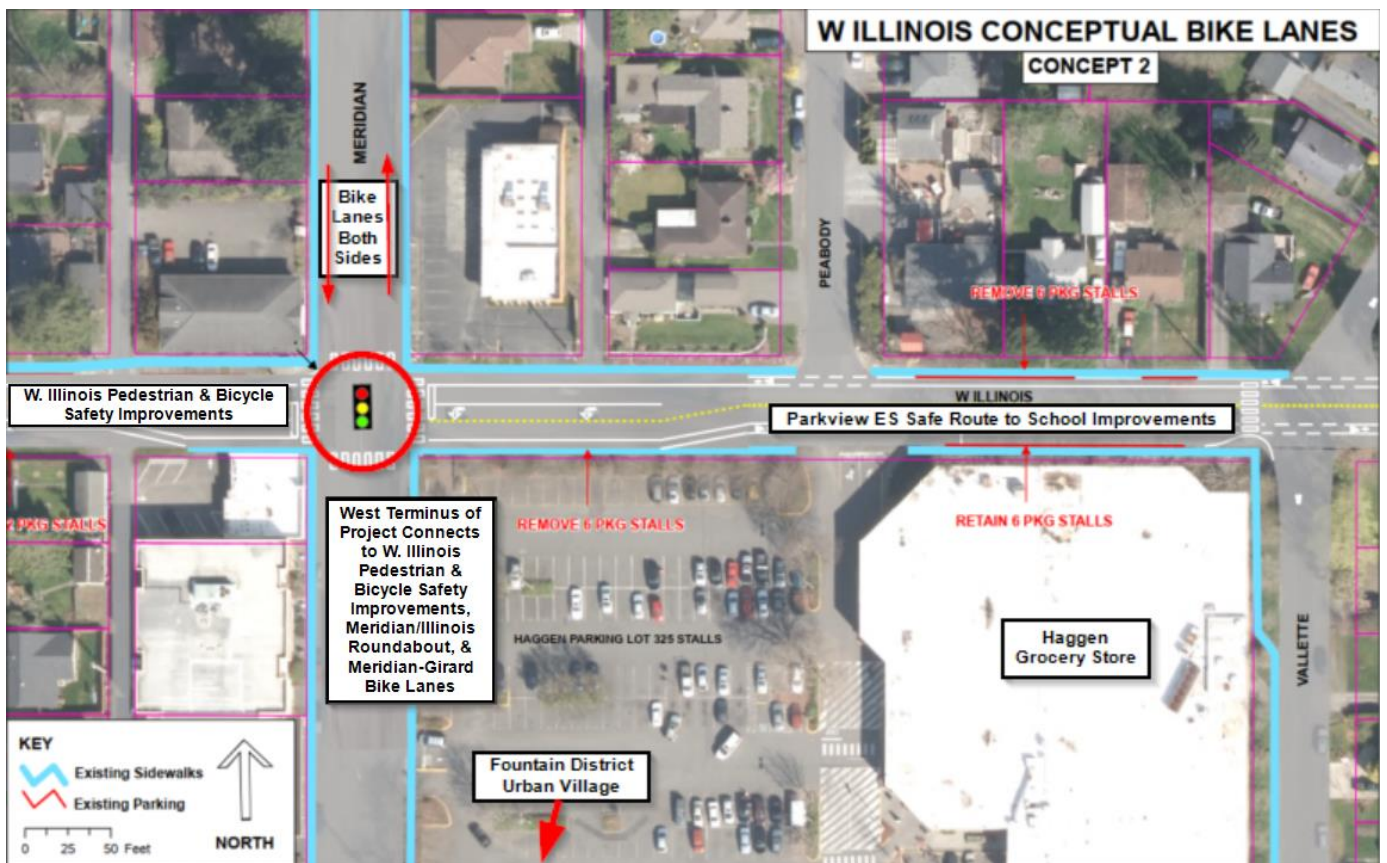 W ILLINOIS CONCEPTUAL BIKE LANES
CONCEPT 2
MERIDIAN
Bike
Lanes
Both
Sides
PEABODY
REMOVE 6 PKG STALLS
W. Illinois Pedestrian & Bicycle
Safety Improvements
W ILLINOIS
Parkview ES Safe Route to School Improvements
2 PKG STALLS
West Terminus of
Project Connects
to W. Illinois
Pedestrian &
Bicycle Safety
Improvements,
Meridian/Illinois
Roundabout, &
Meridian-Girard
Bike Lanes
REMOVE 6 PKG STALLS
RETAIN 6 PKG STALLS
HAGGEN PARKING LOT 325 STALLS
Haggen
Grocery Store
VALLETTE
Fountain District
Urban Village
KEY
Existing Sidewalks
Existing Parking
0 25 50 Feet
NORTH